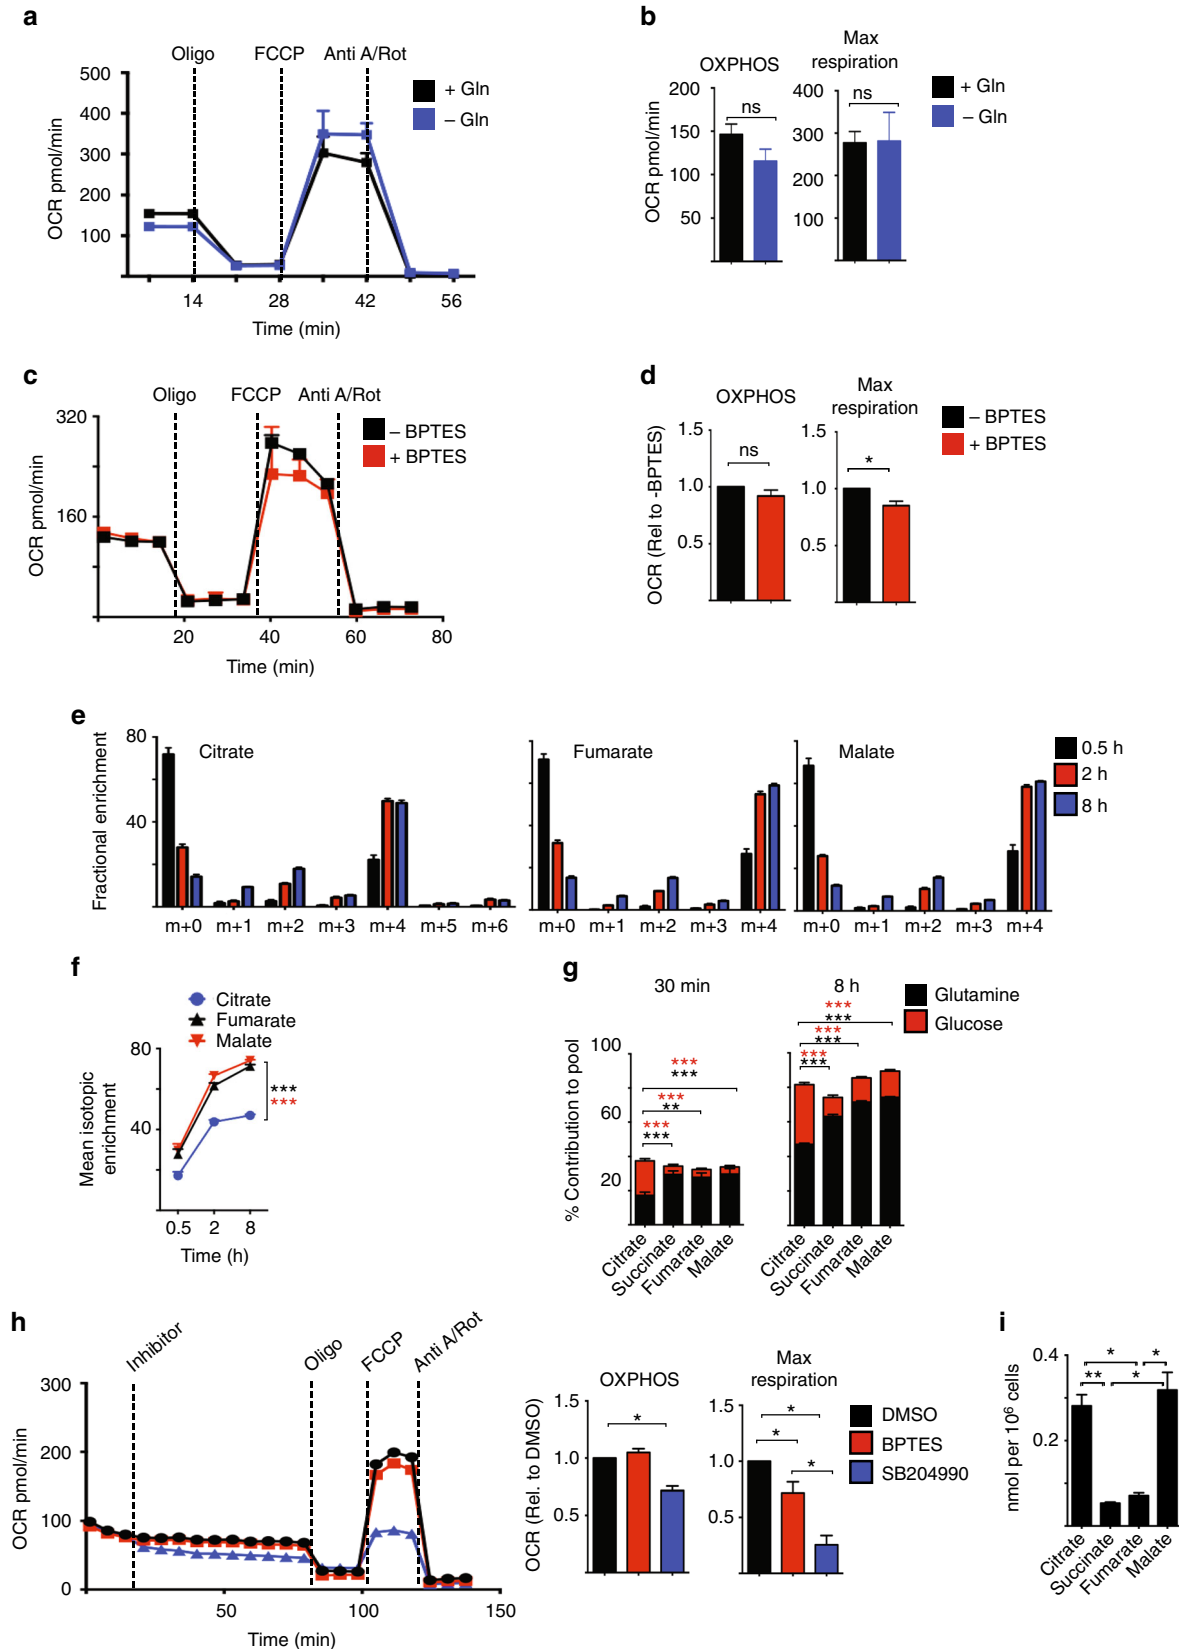 a
Oligo FCCP Anti A/Rot
500
400
300
200
100
OCR pmol/min
14 28 42 56
Time (min)
+ Gln
– Gln
b
OXPHOS
Max
respiration
200
150
100
50
OCR pmol/min
ns
400
300
200
100
ns
+ Gln
– Gln
c
Oligo FCCP Anti A/Rot
320
160
OCR pmol/min
20 40 60 80
Time (min)
– BPTES
+ BPTES
d
OXPHOS
Max
respiration
1.5
1.0
0.5
OCR (Rel to -BPTES)
ns
1.5
1.0
0.5
*
– BPTES
+ BPTES
e
80
40
Fractional enrichment
Citrate
m+0 m+1 m+2 m+3 m+4 m+5 m+6
Fumarate
m+0 m+1 m+2 m+3 m+4
Malate
m+0 m+1 m+2 m+3 m+4
0.5 h
2 h
8 h
f
Citrate
Fumarate
Malate
80
40
Mean isotopic
enrichment
***
***
0.5 2 8
Time (h)
g
30 min
8 h
Glutamine
Glucose
100
60
20
% Contribution to pool
***
***
***
**
***
***
Citrate
Succinate
Fumarate
Malate
***
***
***
***
***
***
Citrate
Succinate
Fumarate
Malate
h
Inhibitor
Oligo
FCCP
Anti A/Rot
300
200
100
0
OCR pmol/min
50 100 150
Time (min)
OXPHOS
Max
respiration
1.5
1.0
0.5
OCR (Rel. to DMSO)
*
1.5
1.0
0.5
*
*
*
DMSO
BPTES
SB204990
i
0.4
0.2
nmol per 10⁶ cells
* *
** *
Citrate
Succinate
Fumarate
Malate